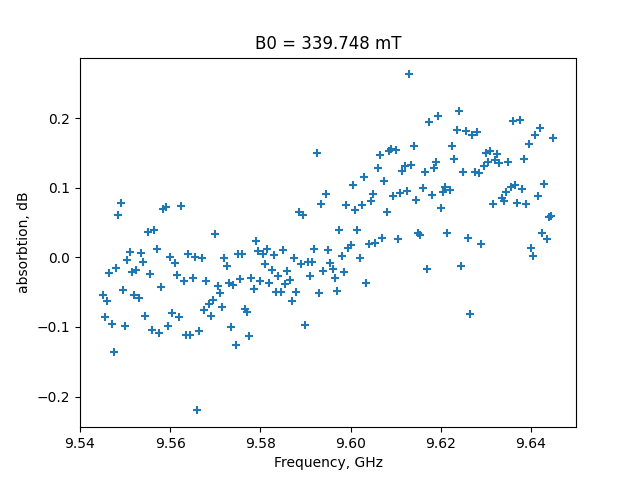 B0 = 339.748 mT
absorbtion, dB
0.2
0.1
0.0
−0.1
−0.2
9.54 9.56 9.58 9.60 9.62 9.64
Frequency, GHz